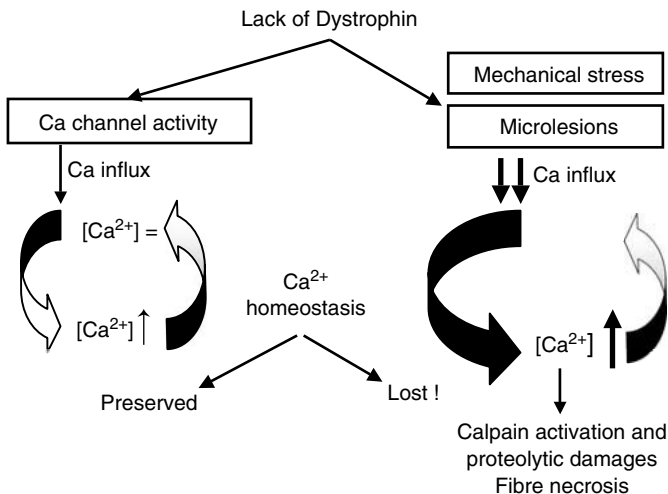 Lack of Dystrophin
Mechanical stress
Ca channel activity
Microlesions
Ca influx
Ca influx
[Ca²⁺] =
[Ca²⁺]
Ca²⁺
homeostasis
[Ca²⁺]
Preserved
Lost !
Calpain activation and
proteolytic damages
Fibre necrosis